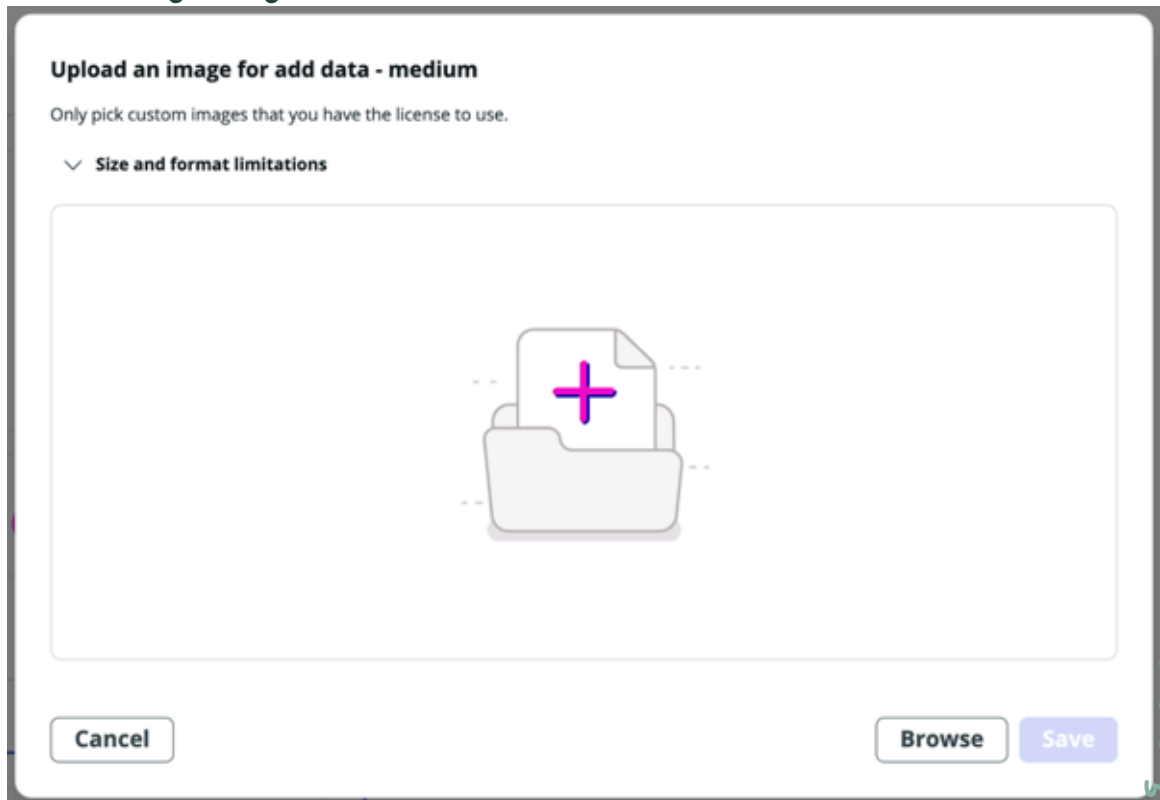 Upload an image for add data - medium
Only pick custom images that you have the license to use.
Size and format limitations
Cancel
Browse
Save